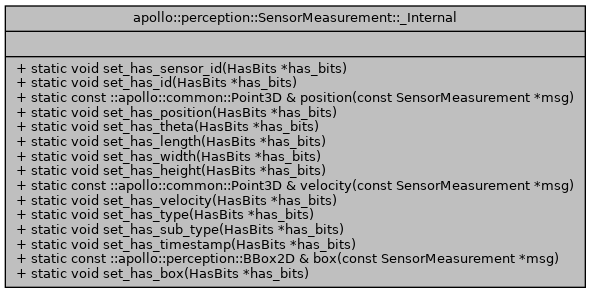 apollo::perception::SensorMeasurement::_Internal
+ static void set_has_sensor_id(HasBits *has_bits)
+ static void set_has_id(HasBits *has_bits)
+ static const ::apollo::common::Point3D & position(const SensorMeasurement *msg)
+ static void set_has_position(HasBits *has_bits)
+ static void set_has_theta(HasBits *has_bits)
+ static void set_has_length(HasBits *has_bits)
+ static void set_has_width(HasBits *has_bits)
+ static void set_has_height(HasBits *has_bits)
+ static const ::apollo::common::Point3D & velocity(const SensorMeasurement *msg)
+ static void set_has_velocity(HasBits *has_bits)
+ static void set_has_type(HasBits *has_bits)
+ static void set_has_sub_type(HasBits *has_bits)
+ static void set_has_timestamp(HasBits *has_bits)
+ static const ::apollo::perception::BBox2D & box(const SensorMeasurement *msg)
+ static void set_has_box(HasBits *has_bits)